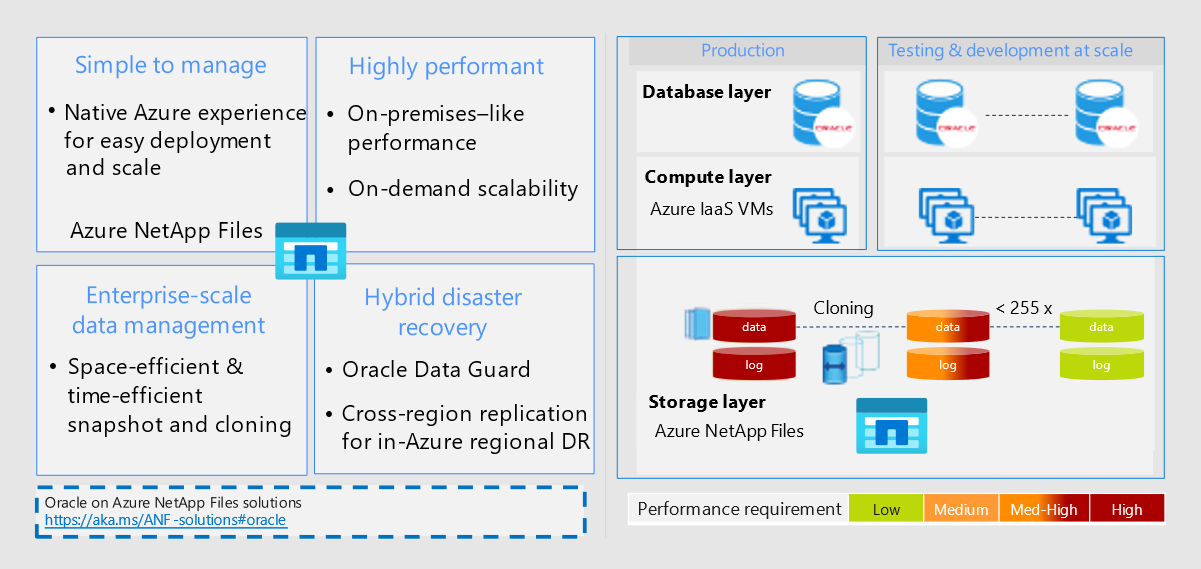 Simple to manage
• Native Azure experience
for easy deployment
and scale
Azure NetApp Files
Highly performant
• On-premises–like
performance
• On-demand scalability
Enterprise-scale
data management
• Space-efficient &
time-efficient
snapshot and cloning
Hybrid disaster
recovery
• Oracle Data Guard
• Cross-region replication
for in-Azure regional DR
Oracle on Azure NetApp Files solutions
https://aka.ms/ANF-solutions#oracle
Production
Testing & development at scale
Database layer
ORACLE
ORACLE
ORACLE
Compute layer
Azure IaaS VMs
Cloning
< 255 x
data
data
data
log
log
log
Storage layer
Azure NetApp Files
Performance requirement
Low
Medium
Med-High
High